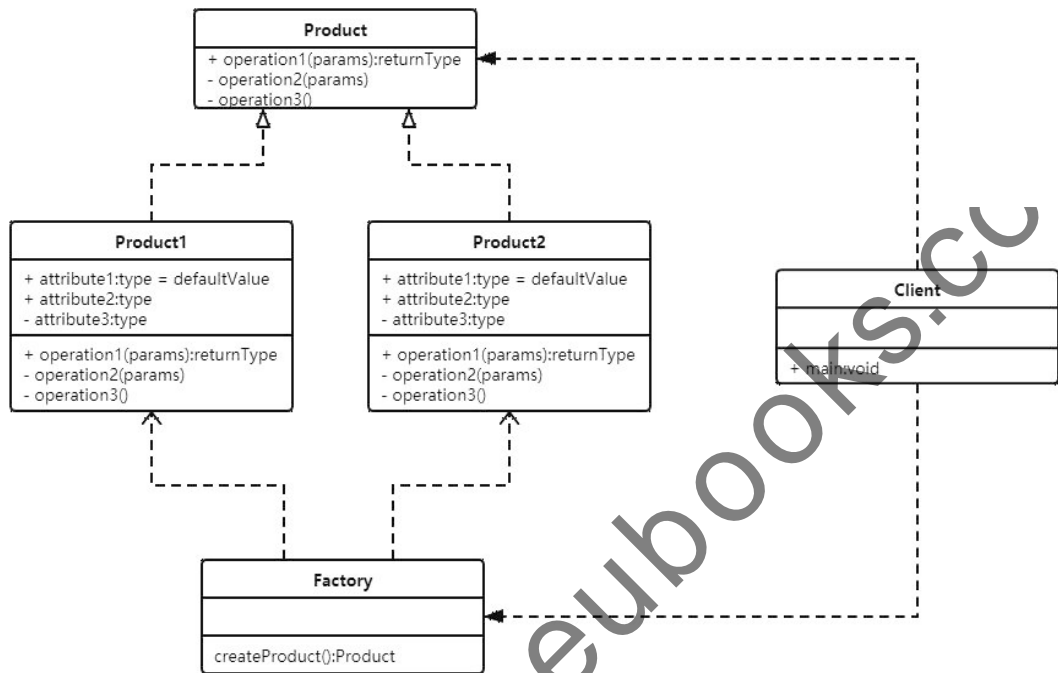 Product
+ operation1(params):returnType
- operation2(params)
- operation3()
Product1
+ attribute1:type = defaultValue
+ attribute2:type
- attribute3:type
+ operation1(params):returnType
- operation2(params)
- operation3()
Product2
+ attribute1:type = defaultValue
+ attribute2:type
- attribute3:type
+ operation1(params):returnType
- operation2(params)
- operation3()
Client
+ main:void
Factory
createProduct():Product
eubooks.co